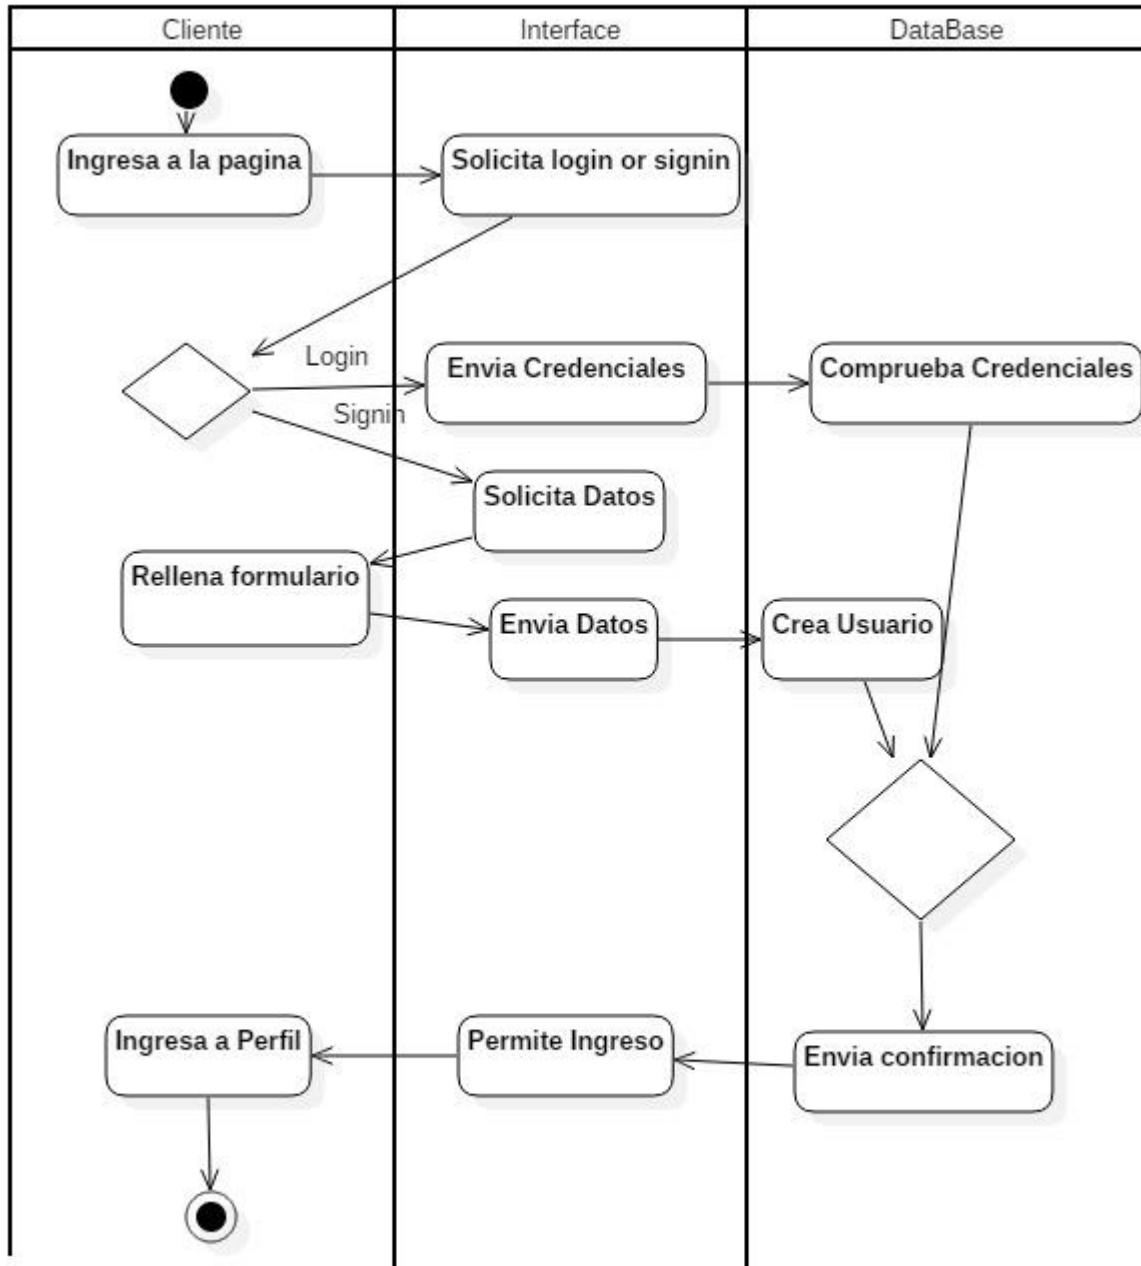 Cliente
Interface
DataBase
Ingresa a la pagina
Solicita login or signin
Login
Envia Credenciales
Comprueba Credenciales
Signin
Solicita Datos
Rellena formulario
Envia Datos
Crea Usuario
Ingresa a Perfil
Permite Ingreso
Envia confirmacion